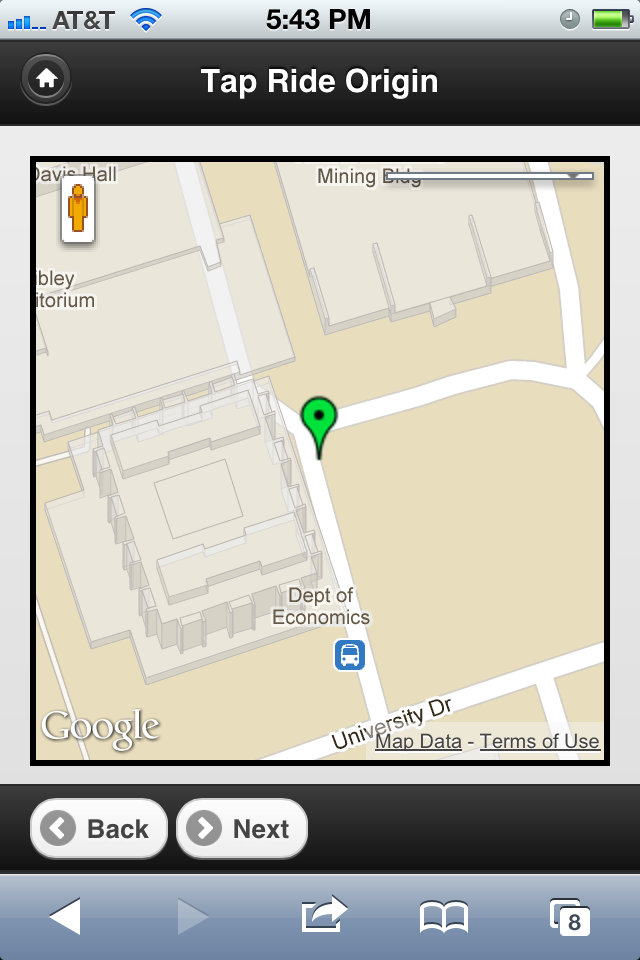 AT&T 5:43 PM
Tap Ride Origin
Davis Hall
Mining Bldg
ibley
itorium
Dept of
Economics
University Dr
Google
Map Data - Terms of Use
Back Next
8